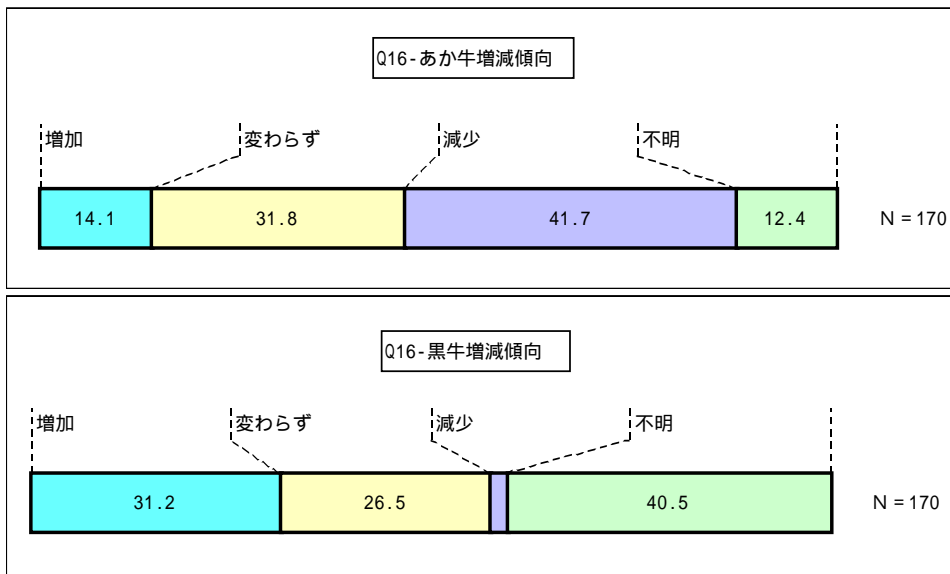 Q16-あか牛増減傾向
増加 変わらず 減少 不明
14.1 31.8 41.7 12.4 N = 170
Q16-黒牛増減傾向
増加 変わらず 減少 不明
31.2 26.5 40.5 N = 170